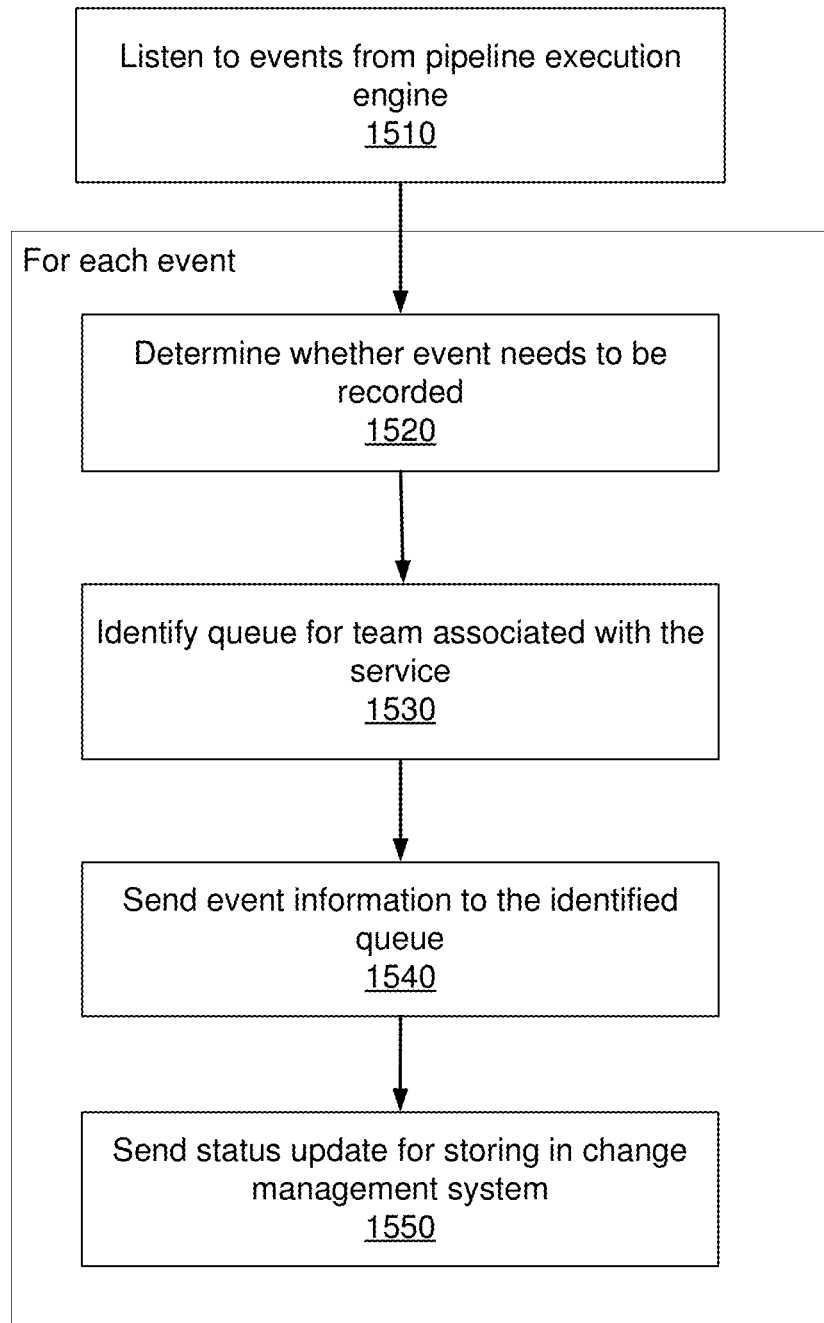 Listen to events from pipeline execution
engine
1510
For each event
Determine whether event needs to be
recorded
1520
Identify queue for team associated with the
service
1530
Send event information to the identified
queue
1540
Send status update for storing in change
management system
1550